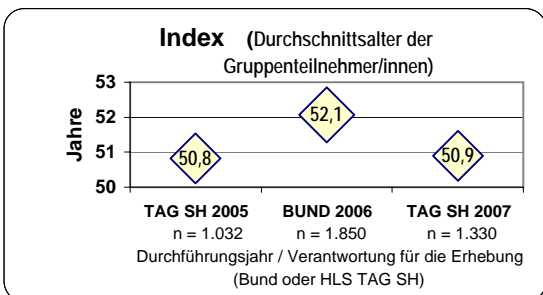 Index (Durchschnittsalter der
Gruppenteilnehmer/innen)
53
52
51
50
Jahre
50,8
52,1
50,9
TAG SH 2005 BUND 2006 TAG SH 2007
n = 1.032 n = 1.850 n = 1.330
Durchführungsjahr / Verantwortung für die Erhebung
(Bund oder HLS TAG SH)